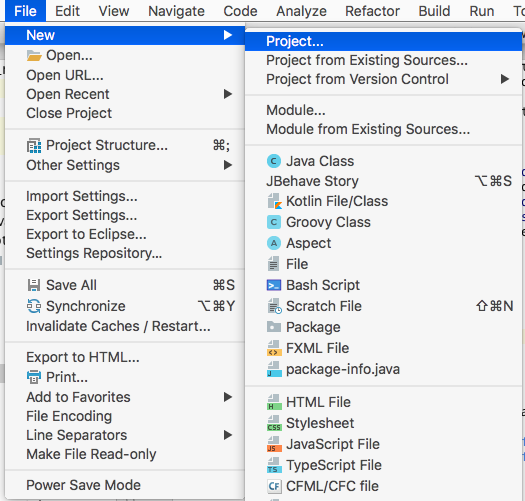 File Edit View Navigate Code Analyze Refactor Build Run
New
Open...
Open URL...
Open Recent
Close Project
Project Structure... ⌘;
Other Settings
Import Settings...
Export Settings...
Export to Eclipse...
Settings Repository...
Save All ⌘S
Synchronize ⌥⌘Y
Invalidate Caches / Restart...
Export to HTML...
Print...
Add to Favorites
File Encoding
Line Separators
Make File Read-only
Power Save Mode
Project...
Project from Existing Sources...
Project from Version Control
Module...
Module from Existing Sources...
Java Class
JBehave Story ⌥⌘S
Kotlin File/Class
Groovy Class
Aspect
File
Bash Script
Scratch File ⇧⌘N
Package
FXML File
package-info.java
HTML File
Stylesheet
JavaScript File
TypeScript File
CFML/CFC file